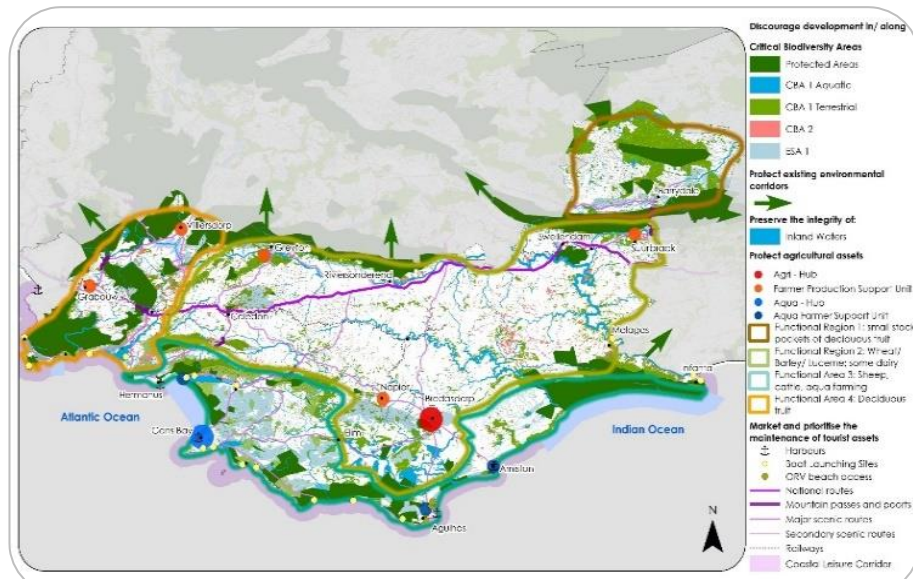 Discourage development in/ along
Critical Biodiversity Areas
Protected Areas
CBA 1 Aquatic
CBA 1 Terrestrial
CBA 2
ESA 1
Protect existing environmental
corridors
Preserve the integrity of:
Inland Waters
Protect agricultural assets
Agri - Hub
Farmer Production Support Unit
Aqua - Hub
Aqua Farmer Support Unit
Functional Region 1: small stock
pockets of deciduous fruit
Functional Region 2: Wheat/
Barley/ Lucerne; some dairy
Functional Area 3: Sheep,
cattle, aqua farming
Functional Area 4: Deciduous
fruit
Market and prioritise the
maintenance of tourist assets
Harbours
Boat Launching Sites
ORV beach access
National routes
Mountain passes and poorts
Major scenic routes
Secondary scenic routes
Railways
Coastal Leisure Corridor
Barrydale
Villiersdorp
Swellendam
Suurbraak
Greyton
Riviersonderend
Grabouw
Caledon
Malagas
Infanta
Napier
Hermanus
Bredasdorp
Atlantic Ocean
Indian Ocean
Gans Bay
Elim
Arniston
Agulhas
N